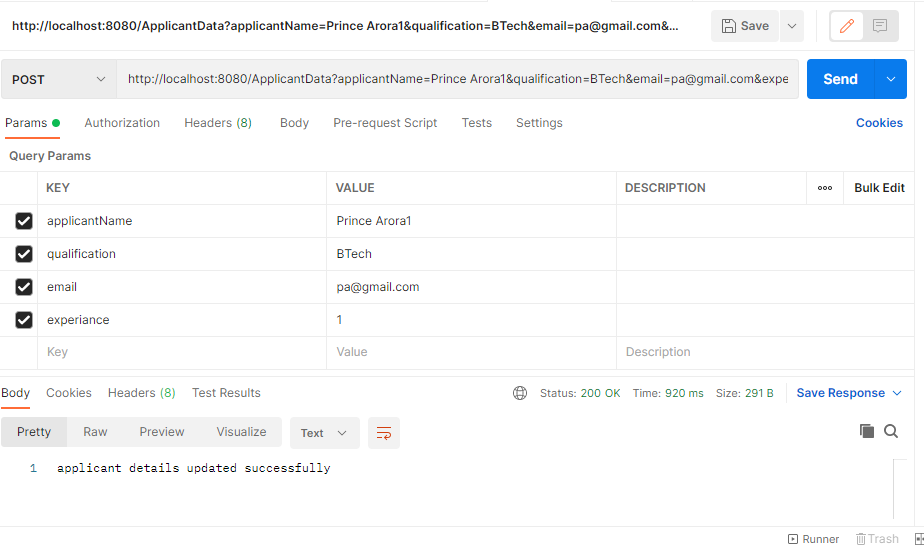 http://localhost:8080/ApplicantData?applicantName=Prince Arora1&qualification=BTech&email=pa@gmail.com&... Save
POST http://localhost:8080/ApplicantData?applicantName=Prince Arora1&qualification=BTech&email=pa@gmail.com&expe Send
Params Authorization Headers (8) Body Pre-request Script Tests Settings Cookies
Query Params
KEY VALUE DESCRIPTION ooo Bulk Edit
applicantName Prince Arora1
qualification BTech
email pa@gmail.com
experiance 1
Key Value Description
Body Cookies Headers (8) Test Results Status: 200 OK Time: 920 ms Size: 291 B Save Response
Pretty Raw Preview Visualize Text
1 applicant details updated successfully
Runner Trash